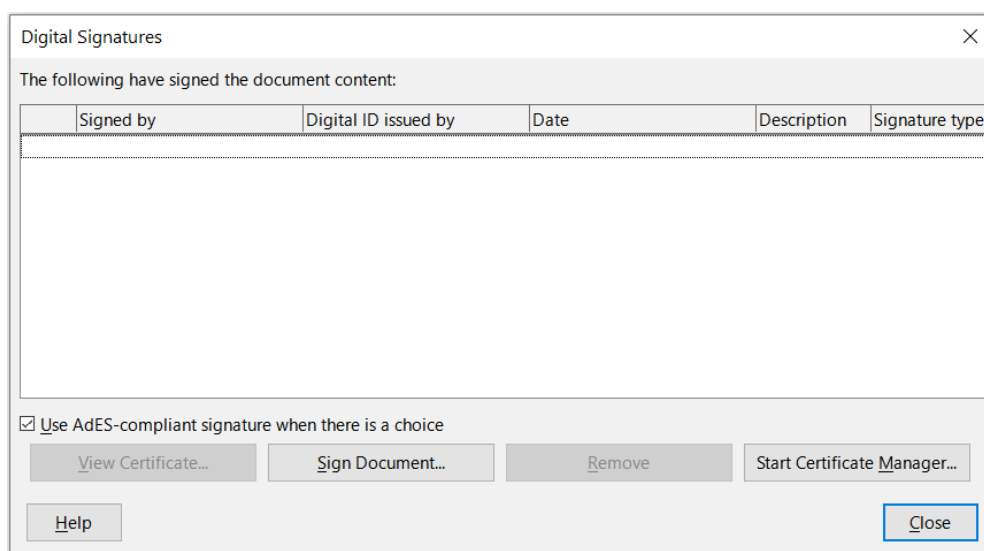 Digital Signatures
The following have signed the document content:
Signed by Digital ID issued by Date Description Signature type
Use AdES-compliant signature when there is a choice
View Certificate... Sign Document... Remove Start Certificate Manager...
Help Close